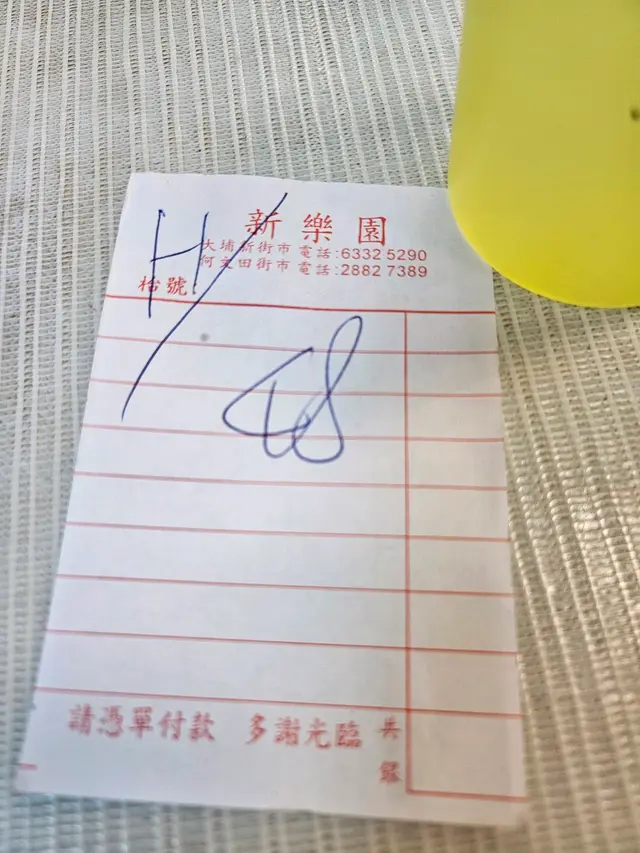 新樂園
大埔新街市 電話:6332 5290
何文田街市 電話:2882 7389
枱號 H/
48
請憑單付款 多謝光臨 共銀